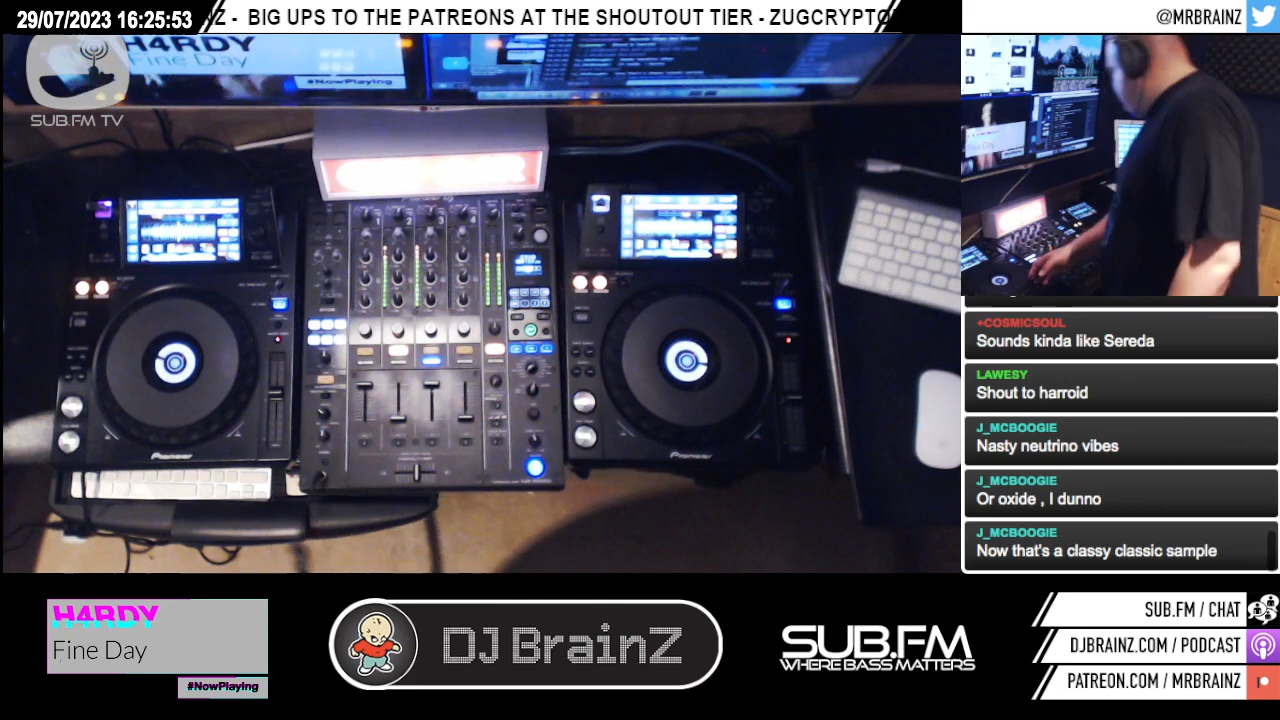 29/07/2023 16:25:53
NZ - BIG UPS TO THE PATREONS AT THE SHOUTOUT TIER - ZUGCRYPTO
@MRBRAINZ
H4RDY
Fine Day
#NowPlaying
SUB.FM TV
+COSMICSOUL
Sounds kinda like Sereda
LAWESY
Shout to harroid
J_MCBOOGIE
Nasty neutrino vibes
J_MCBOOGIE
Or oxide , I dunno
J_MCBOOGIE
Now that's a classy classic sample
Pioneer
Pioneer
H4RDY
Fine Day
#NowPlaying
DJ BrainZ
SUB.FM
WHERE BASS MATTERS
SUB.FM / CHAT
DJBRAINZ.COM / PODCAST
PATREON.COM / MRBRAINZ